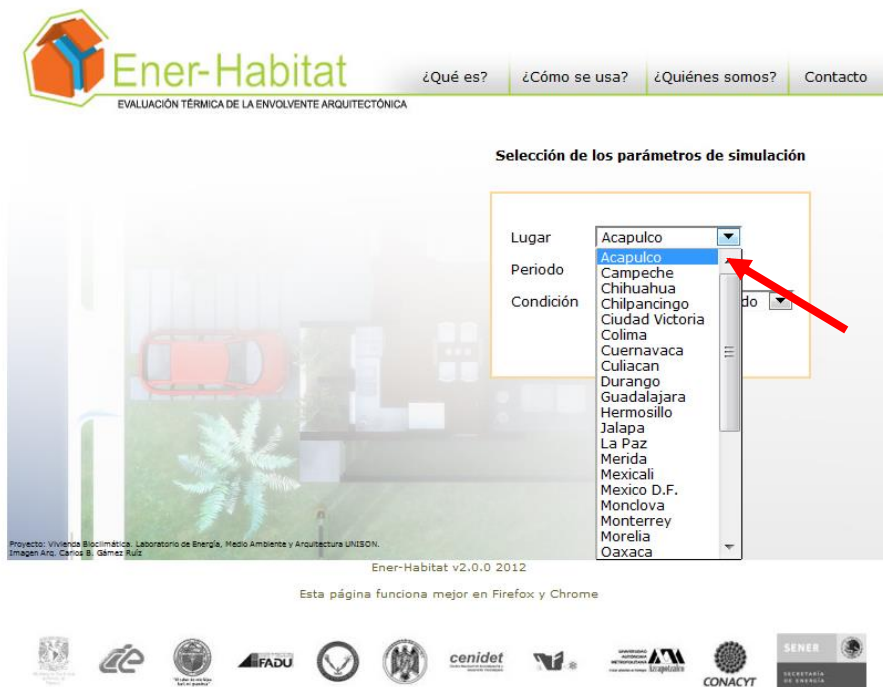 Ener-Habitat
EVALUACIÓN TÉRMICA DE LA ENVOLVENTE ARQUITECTÓNICA
¿Qué es?
¿Cómo se usa?
¿Quiénes somos?
Contacto
Selección de los parámetros de simulación
Lugar
Acapulco
Periodo
Condición
do
Acapulco
Campeche
Chihuahua
Chilpancingo
Ciudad Victoria
Colima
Cuernavaca
Culiacan
Durango
Guadalajara
Hermosillo
Jalapa
La Paz
Merida
Mexicali
Mexico D.F.
Monclova
Monterrey
Morelia
Oaxaca
Proyecto: Vivienda Bioclimática. Laboratorio de Energía, Medio Ambiente y Arquitectura UNISON.
Imagen Arq. Carlos B. Gámez Ruíz
Ener-Habitat v2.0.0 2012
Esta página funciona mejor en Firefox y Chrome
FADU
cenidet
CONACYT
SENER
SECRETARÍA
DE ENERGÍA